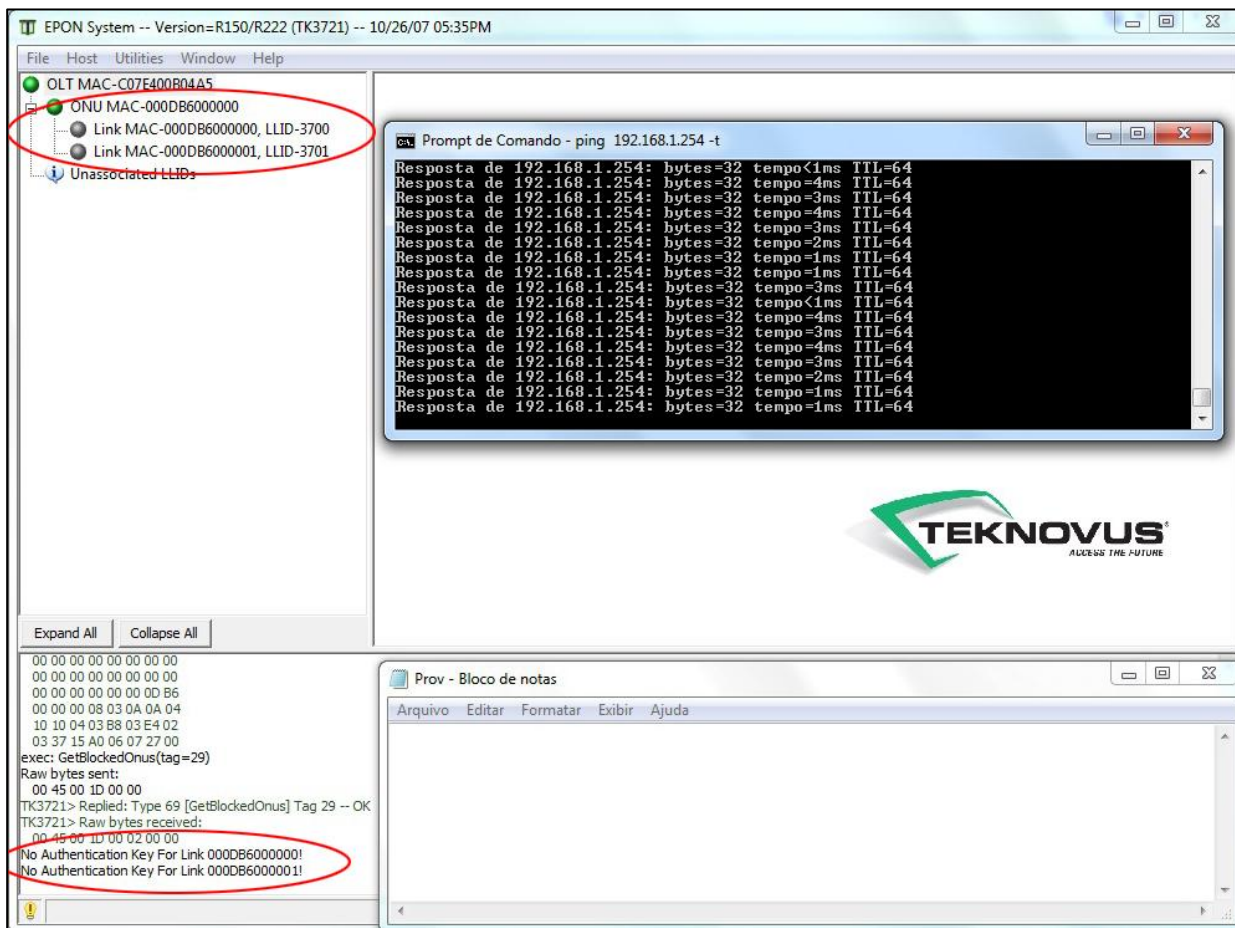 EPON System -- Version=R150/R222 (TK3721) -- 10/26/07 05:35PM
File Host Utilities Window Help
OLT MAC-C07E400B04A5
ONU MAC-000DB6000000
Link MAC-000DB6000000, LLID-3700
Link MAC-000DB6000001, LLID-3701
Unassociated LLIDs
Prompt de Comando - ping 192.168.1.254 -t
Resposta de 192.168.1.254: bytes=32 tempo<1ms TTL=64
Resposta de 192.168.1.254: bytes=32 tempo=4ms TTL=64
Resposta de 192.168.1.254: bytes=32 tempo=3ms TTL=64
Resposta de 192.168.1.254: bytes=32 tempo=4ms TTL=64
Resposta de 192.168.1.254: bytes=32 tempo=3ms TTL=64
Resposta de 192.168.1.254: bytes=32 tempo=2ms TTL=64
Resposta de 192.168.1.254: bytes=32 tempo=1ms TTL=64
Resposta de 192.168.1.254: bytes=32 tempo=1ms TTL=64
Resposta de 192.168.1.254: bytes=32 tempo=3ms TTL=64
Resposta de 192.168.1.254: bytes=32 tempo<1ms TTL=64
Resposta de 192.168.1.254: bytes=32 tempo=4ms TTL=64
Resposta de 192.168.1.254: bytes=32 tempo=3ms TTL=64
Resposta de 192.168.1.254: bytes=32 tempo=4ms TTL=64
Resposta de 192.168.1.254: bytes=32 tempo=3ms TTL=64
Resposta de 192.168.1.254: bytes=32 tempo=2ms TTL=64
Resposta de 192.168.1.254: bytes=32 tempo=1ms TTL=64
Resposta de 192.168.1.254: bytes=32 tempo=1ms TTL=64
TEKNOVUS®
ACCESS THE FUTURE
Expand All Collapse All
00 00 00 00 00 00 00 00
00 00 00 00 00 00 00 00
00 00 00 00 00 00 0D B6
00 00 00 08 03 0A 0A 04
10 10 04 03 B8 03 E4 02
03 37 15 A0 06 07 27 00
exec: GetBlockedOnus(tag=29)
Raw bytes sent:
00 45 00 1D 00 00
TK3721> Replied: Type 69 [GetBlockedOnus] Tag 29 -- OK
TK3721> Raw bytes received:
00 45 00 1D 00 02 00 00
No Authentication Key For Link 000DB6000000!
No Authentication Key For Link 000DB6000001!
Prov - Bloco de notas
Arquivo Editar Formatar Exibir Ajuda